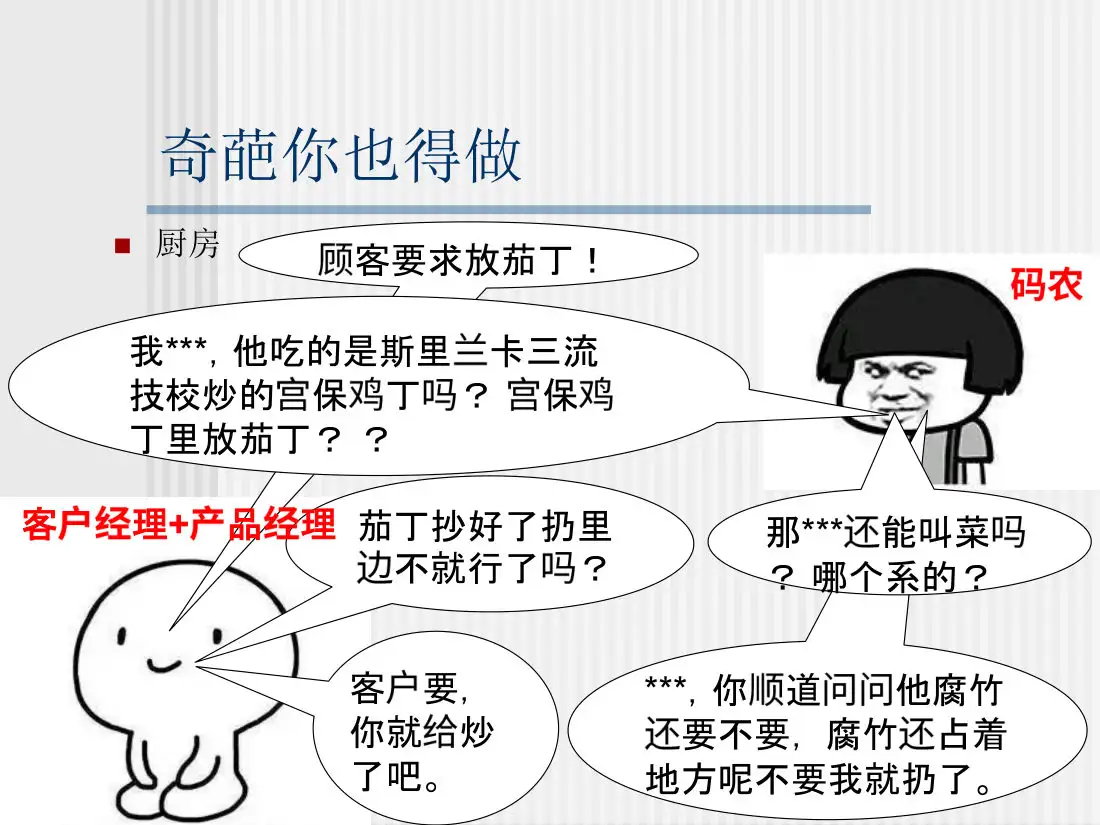 奇葩你也得做
厨房
顾客要求放茄丁！
码农
我***, 他吃的是斯里兰卡三流
技校炒的宫保鸡丁吗？ 宫保鸡
丁里放茄丁？ ？
客户经理+产品经理
茄丁抄好了扔里
边不就行了吗？
那***还能叫菜吗
？ 哪个系的？
客户要,
你就给炒
了吧。
***, 你顺道问问他腐竹
还要不要, 腐竹还占着
地方呢不要我就扔了。